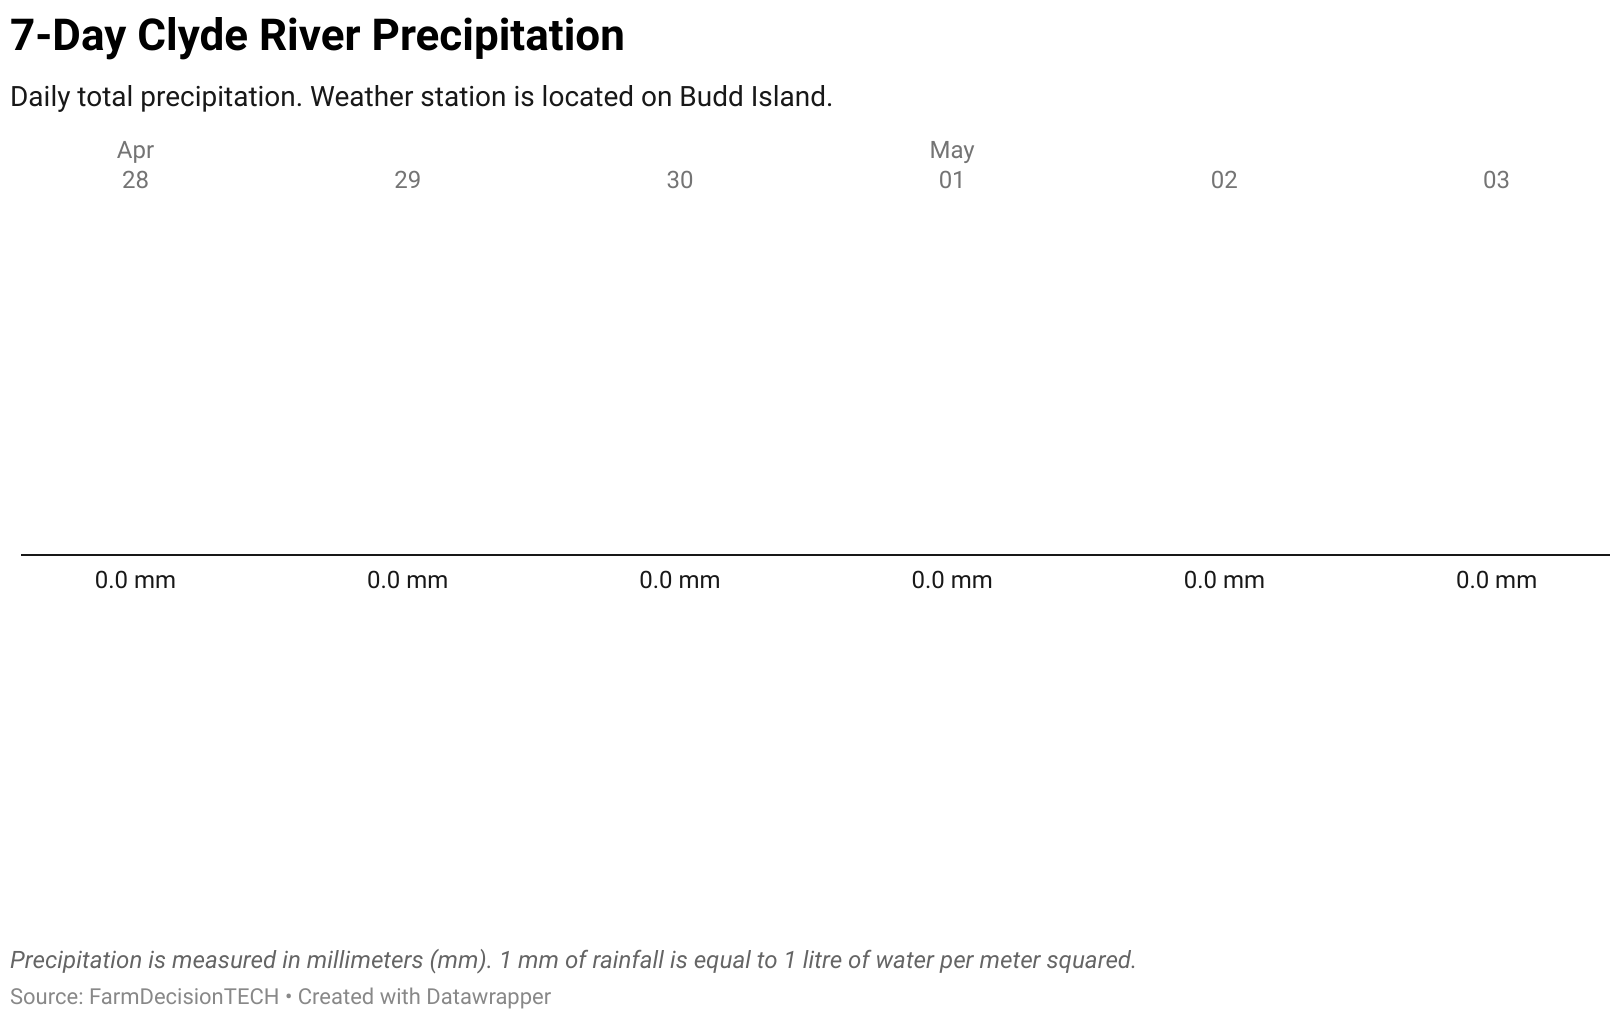 7-Day Clyde River Precipitation
Daily total precipitation. Weather station is located on Budd Island.
Apr May
28 29 30 01 02 03
0.0 mm 0.0 mm 0.0 mm 0.0 mm 0.0 mm 0.0 mm
Precipitation is measured in millimeters (mm). 1 mm of rainfall is equal to 1 litre of water per meter squared.
Source: FarmDecisionTECH • Created with Datawrapper